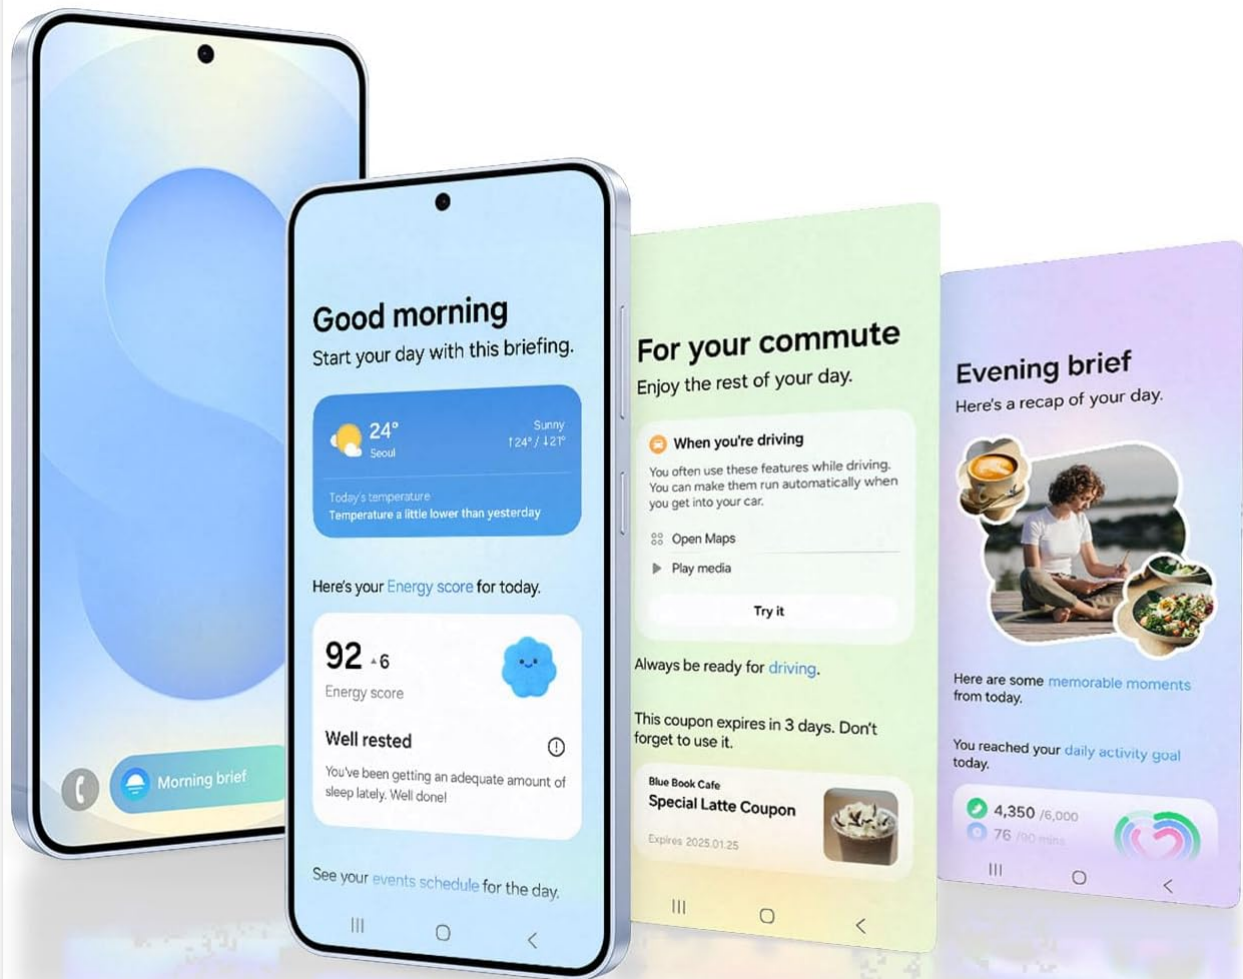 Morning brief
Good morning
Start your day with this briefing.
24°
Seoul
Sunny
↑24°/↓21°
Today's temperature
Temperature a little lower than yesterday
Here's your Energy score for today.
92 ▲6
Energy score
Well rested
You've been getting an adequate amount of
sleep lately. Well done!
See your events schedule for the day.
For your commute
Enjoy the rest of your day.
When you're driving
You often use these features while driving.
You can make them run automatically when
you get into your car.
Open Maps
Play media
Try it
Always be ready for driving.
This coupon expires in 3 days. Don't
forget to use it.
Blue Book Cafe
Special Latte Coupon
Expires 2025.01.25
Evening brief
Here's a recap of your day.
Here are some memorable moments
from today.
You reached your daily activity goal
today.
4,350 /6,000
76 /90 mins